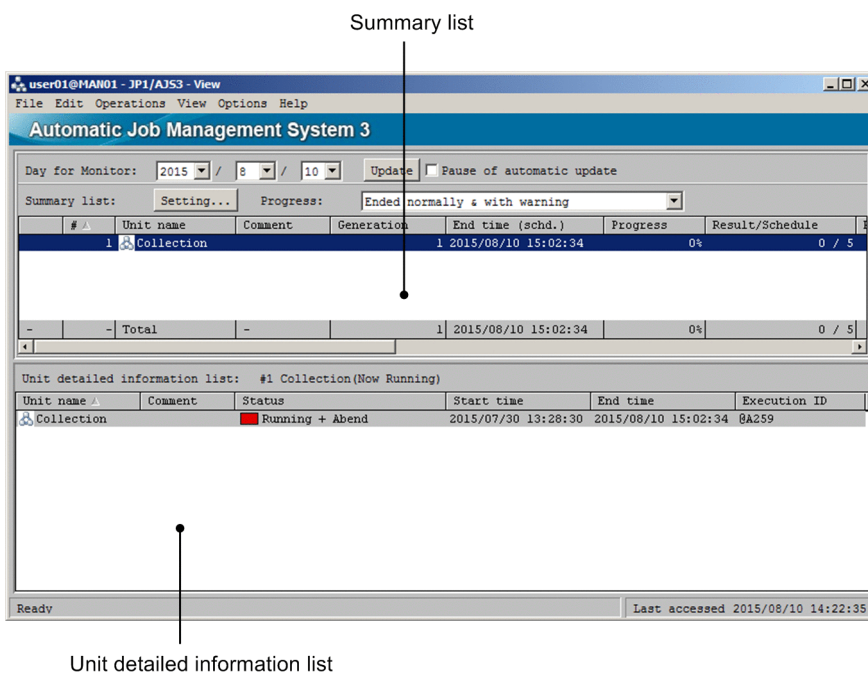 Summary list
user01@MAN01 - JP1/AJS3 - View
File Edit Operations View Options Help
Automatic Job Management System 3
Day for Monitor: 2015 / 8 / 10 Update Pause of automatic update
Summary list: Setting... Progress: Ended normally & with warning
# Unit name Comment Generation End time (schd.) Progress Result/Schedule
1 Collection 1 2015/08/10 15:02:34 0% 0 / 5
- - Total - 1 2015/08/10 15:02:34 0% 0 / 5
Unit detailed information list: #1 Collection(Now Running)
Unit name Comment Status Start time End time Execution ID
Collection Running + Abend 2015/07/30 13:28:30 2015/08/10 15:02:34 @A259
Ready Last accessed 2015/08/10 14:22:35
Unit detailed information list